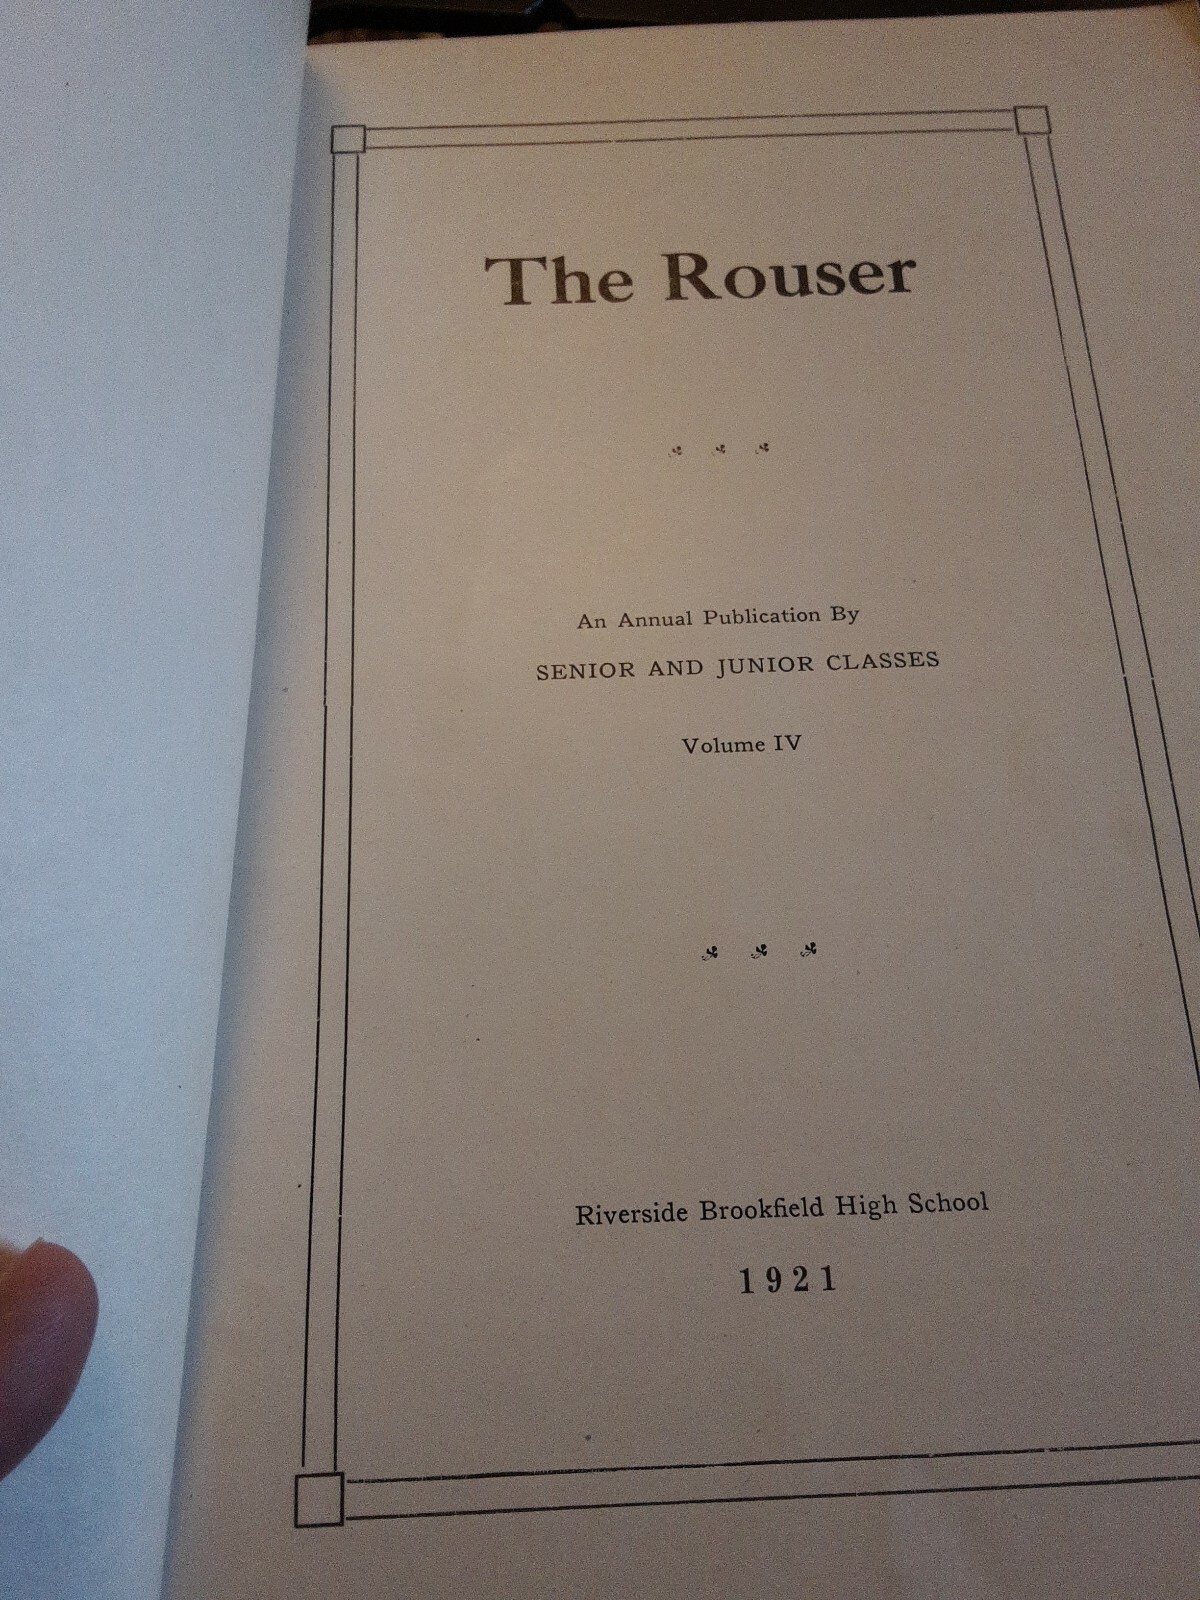 The Rouser
An Annual Publication By
SENIOR AND JUNIOR CLASSES
Volume IV
Riverside Brookfield High School
1921